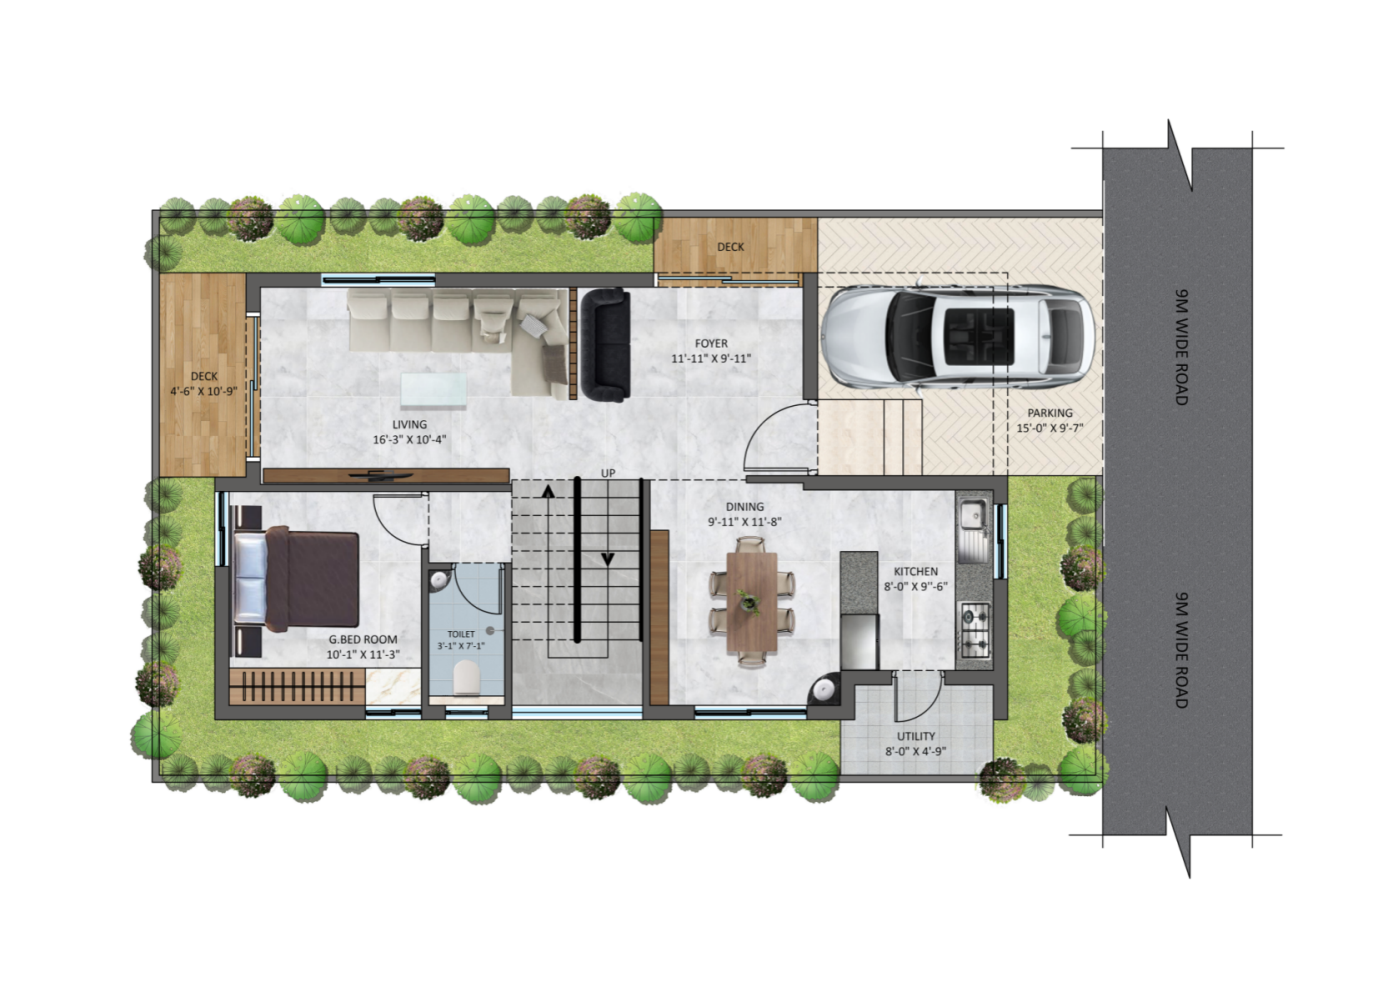 DECK
9M WIDE ROAD
FOYER
11'-11" X 9'-11"
DECK
4'-6" X 10'-9"
LIVING
16'-3" X 10'-4"
PARKING
15'-0" X 9'-7"
UP
DINING
9'-11" X 11'-8"
KITCHEN
8'-0" X 9"-6"
9M WIDE ROAD
G.BED ROOM
10'-1" X 11'-3"
TOILET
3'-1" X 7'-1"
UTILITY
8'-0" X 4'-9"